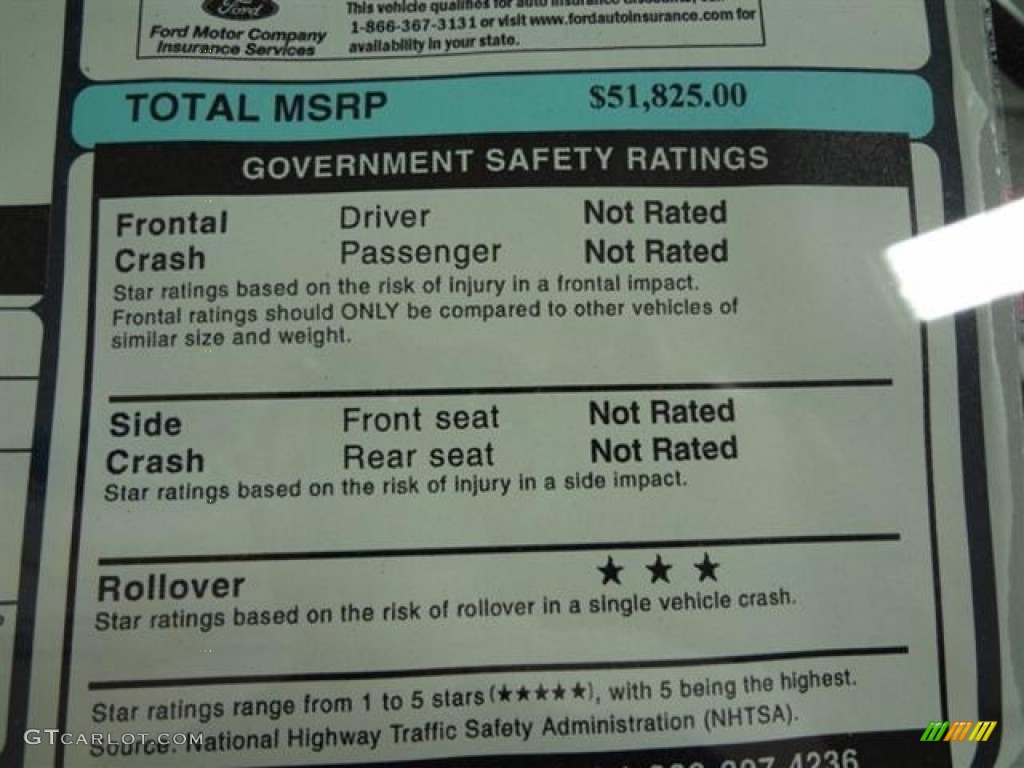 Ford
This vehicle qualifies for auto insurance
Ford Motor Company
Insurance Services
1-866-367-3131 or visit www.fordautoinsurance.com for
availability in your state.
TOTAL MSRP $51,825.00
GOVERNMENT SAFETY RATINGS
Frontal Driver Not Rated
Crash Passenger Not Rated
Star ratings based on the risk of injury in a frontal impact.
Frontal ratings should ONLY be compared to other vehicles of
similar size and weight.
Side Front seat Not Rated
Crash Rear seat Not Rated
Star ratings based on the risk of injury in a side impact.
Rollover ★ ★ ★
Star ratings based on the risk of rollover in a single vehicle crash.
Star ratings range from 1 to 5 stars (★★★★★), with 5 being the highest.
Source: National Highway Traffic Safety Administration (NHTSA).
GTCARLOT.COM
4236